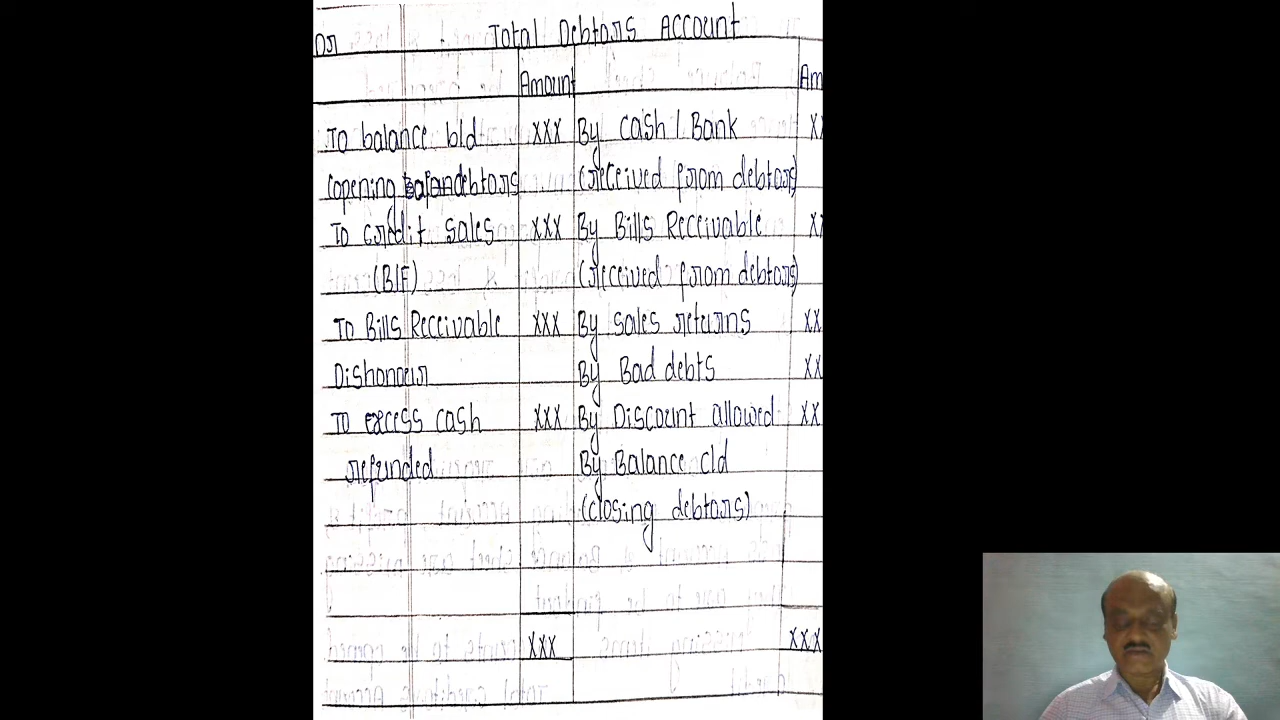 Total Debtors Account
Dr
Amount Am
To balance b/d xxx By Cash / Bank xx
(opening debtors (received from debtors)
To credit sales xxx By Bills Receivable xx
(B/F) (received from debtors)
To Bills Receivable xxx By Sales returns xx
Dishonour By Bad debts xx
To excess cash xxx By Discount allowed xx
refunded By Balance c/d
(closing debtors)
xxx xxx